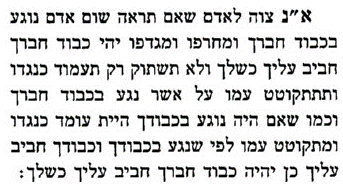 א״נ צוה לאדם שאם תראה שום אדם נוגע
בכבוד חברך ומחרפו ומגדפו יהי כבוד חברך
חביב עליך כשלך ולא תשתוק רק תעמוד כנגדו
ותתקוטט עמו על אשר נגע בכבוד חברך
וכמו שאם היה נוגע בכבודך היית עומד כנגדו
ומתקוטט עמו לפי שנגע בכבודך וכבודך חביב
עליך כן יהיה כבוד חברך חביב עליך כשלך: